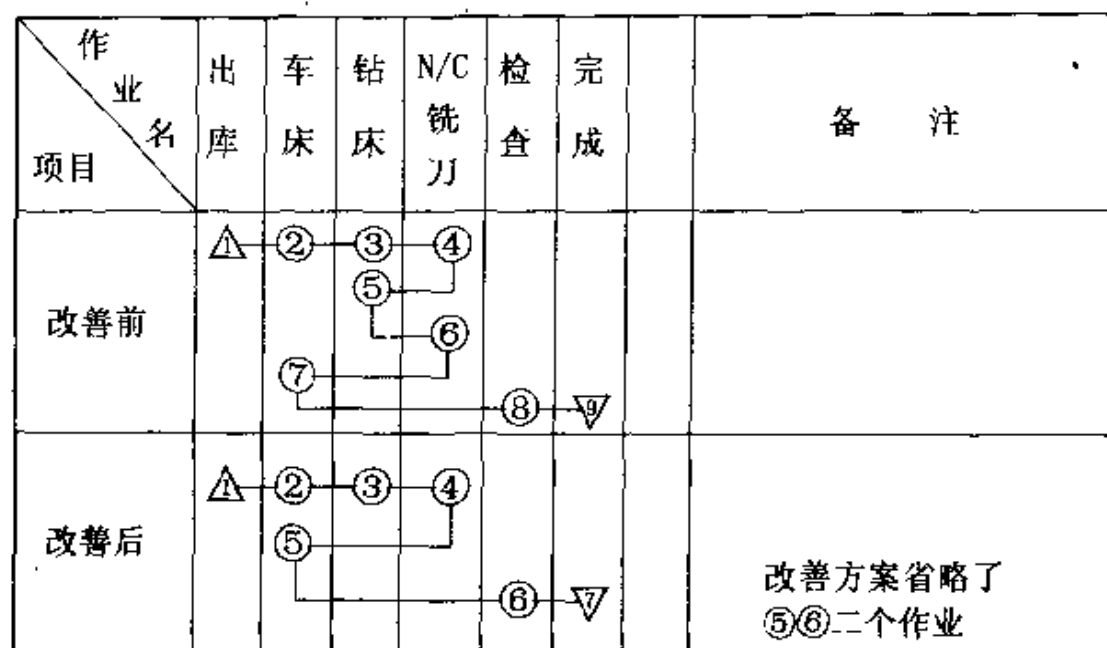 作业名
项目
出库
车床
钻床
N/C铣刀
检查
完成
备 注
改善前
1 ② ③ ④
⑤
⑥
⑦
⑧ 9
改善后
1 ② ③ ④
⑤
⑥ 7
改善方案省略了
⑤⑥二个作业